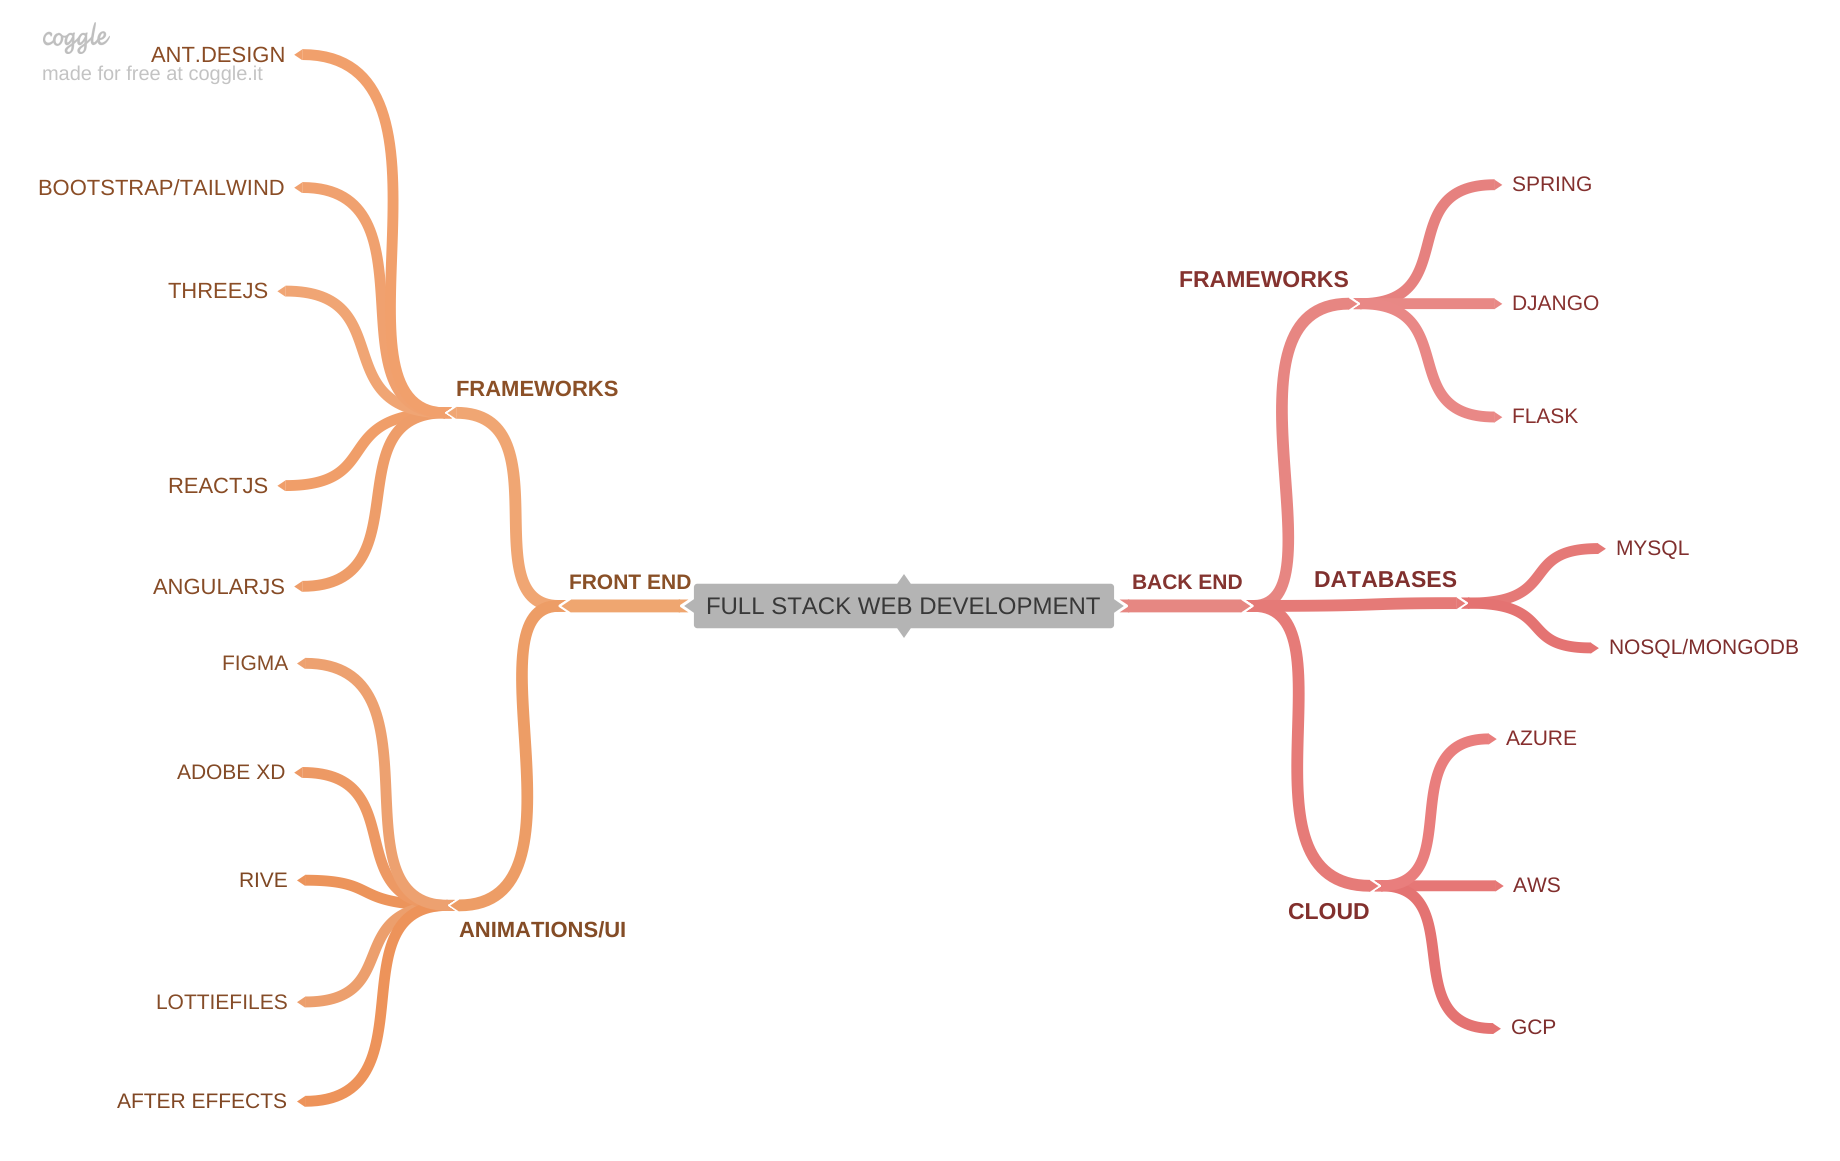 coggle
made for free at coggle.it
ANT.DESIGN
BOOTSTRAP/TAILWIND
THREEJS
FRAMEWORKS
REACTJS
ANGULARJS
FRONT END
FIGMA
ADOBE XD
RIVE
ANIMATIONS/UI
LOTTIEFILES
AFTER EFFECTS
FULL STACK WEB DEVELOPMENT
BACK END
FRAMEWORKS
SPRING
DJANGO
FLASK
DATABASES
MYSQL
NOSQL/MONGODB
CLOUD
AZURE
AWS
GCP